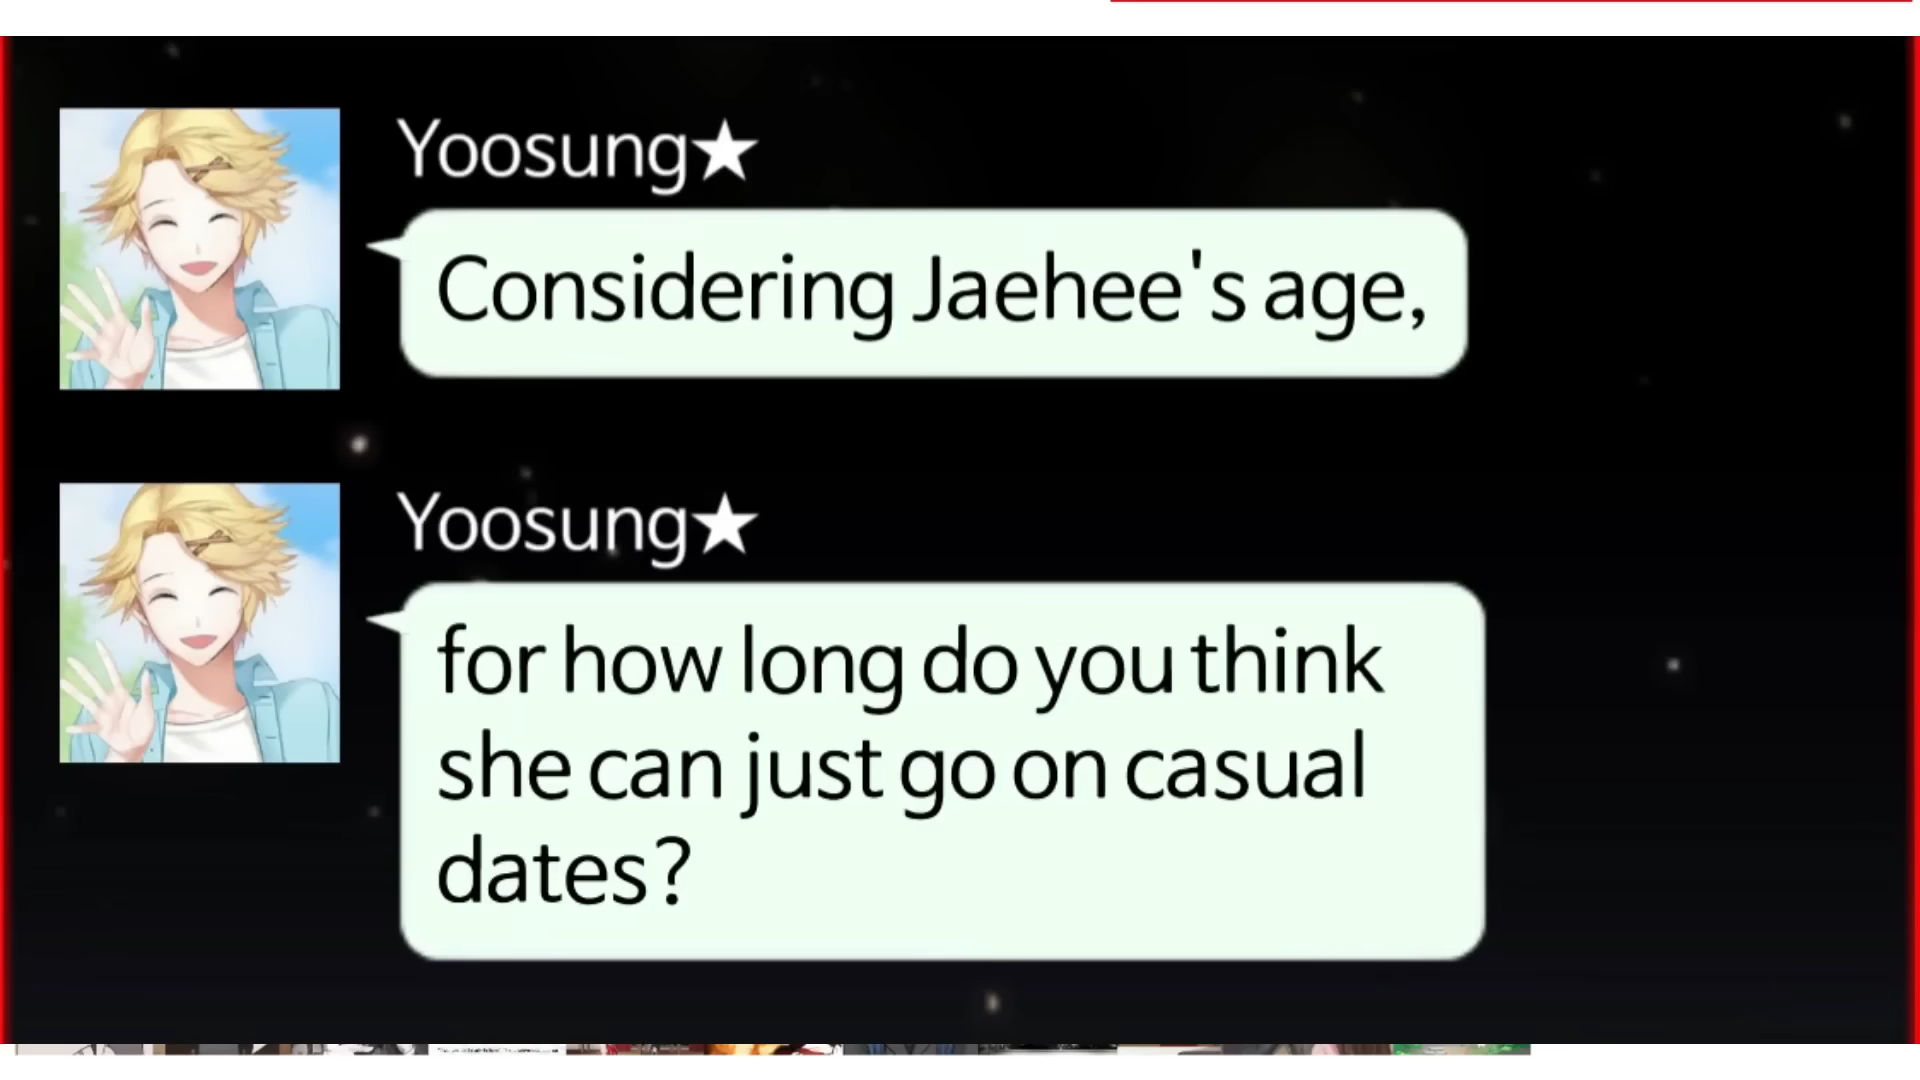 Yoosung★
Considering Jaehee's age,
Yoosung★
for how long do you think
she can just go on casual
dates?